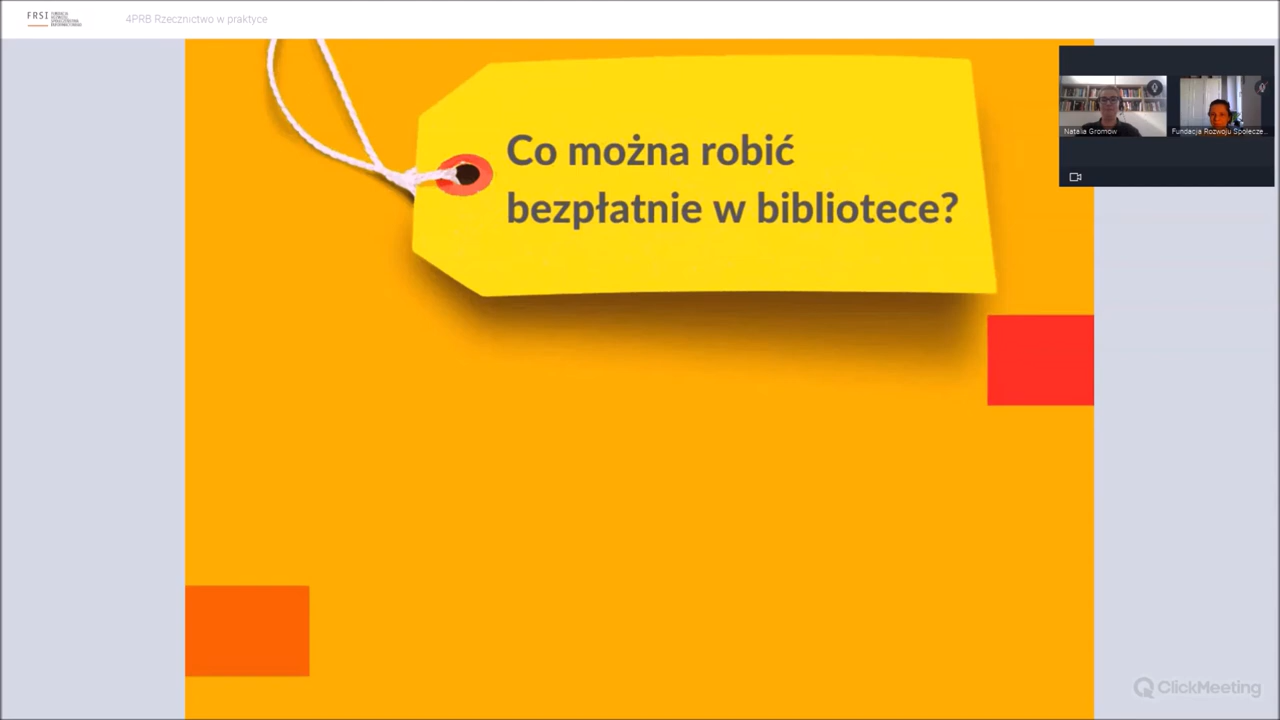 FRSI
4PRB Rzecznictwo w praktyce
Co można robić
bezpłatnie w bibliotece?
Natalia Gromow
Fundacja Rozwoju Społecze...
ClickMeeting